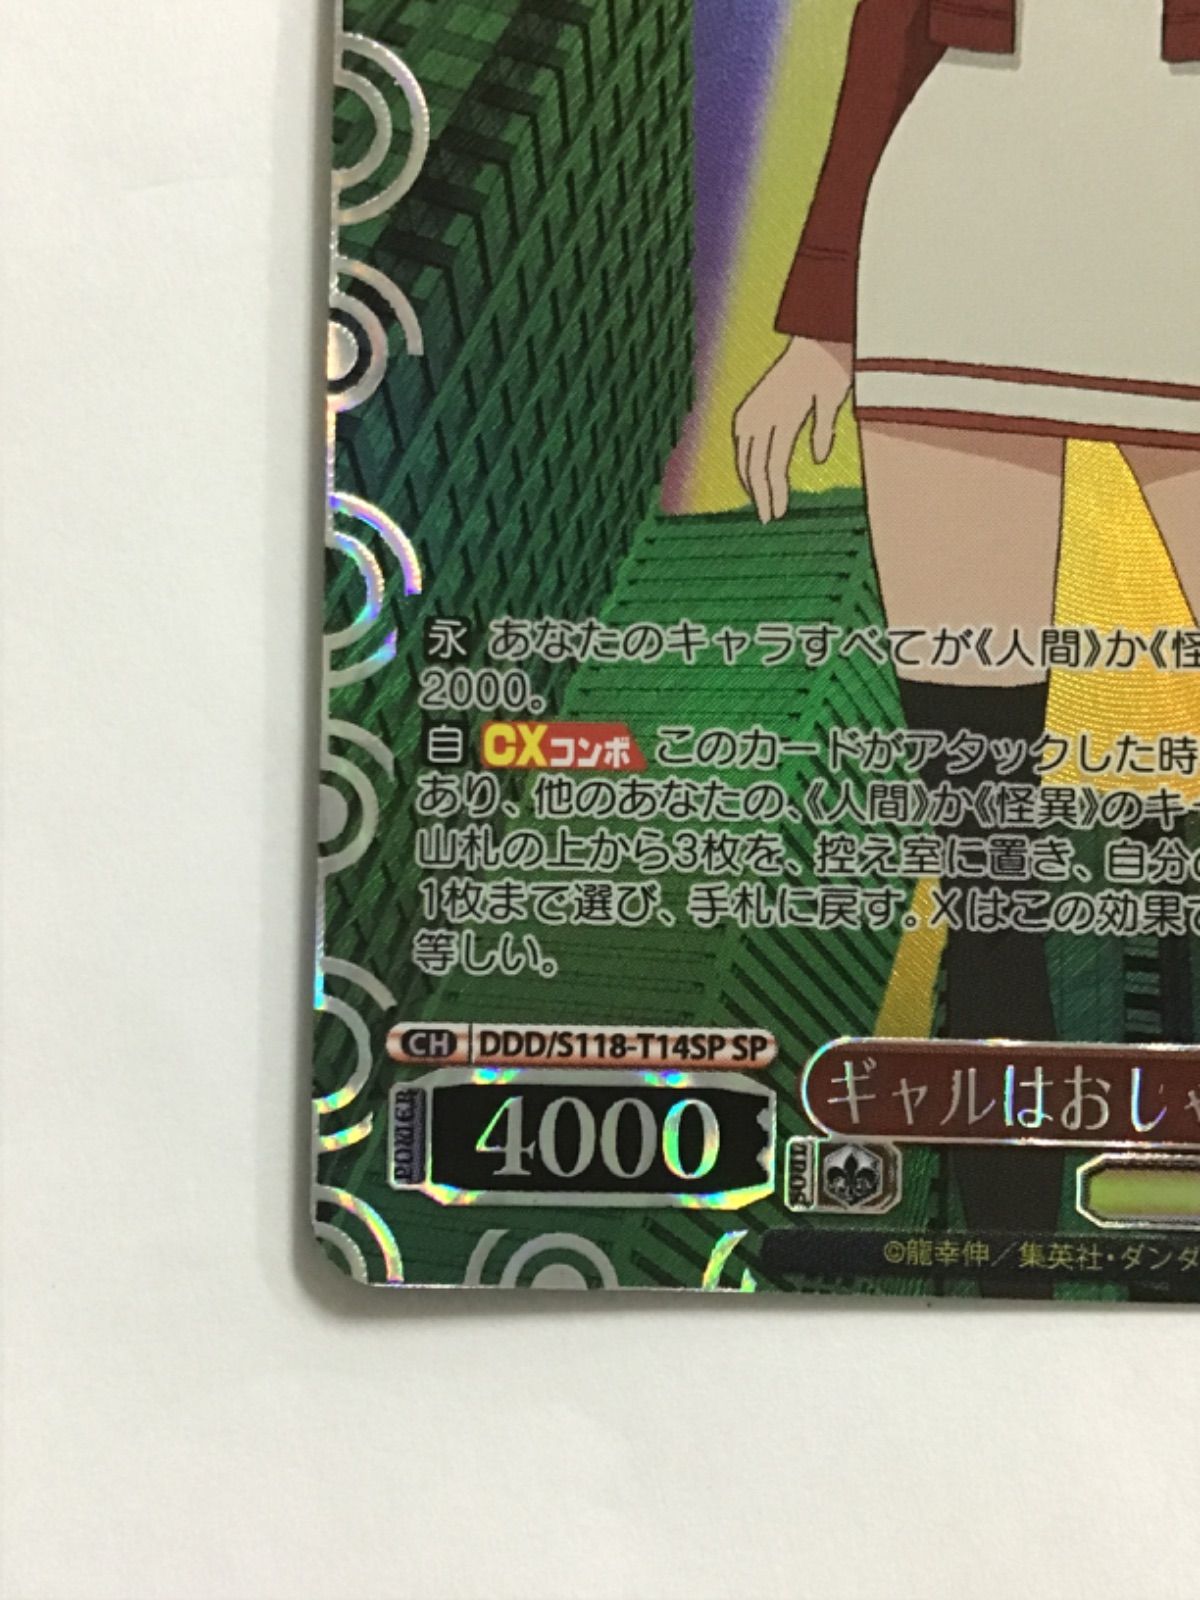 永 あなたのキャラすべてが《人間》か《怪
2000。
自 CXコンボ このカードがアタックした時
あり、他のあなたの、《人間》か《怪異》のキ
山札の上から3枚を、控え室に置き、自分
1枚まで選び、手札に戻す。Xはこの効果で
等しい。
CH DDD/S118-T14SP SP
POWER 4000
ギャルはおし
©龍幸伸／集英社・ダンダ